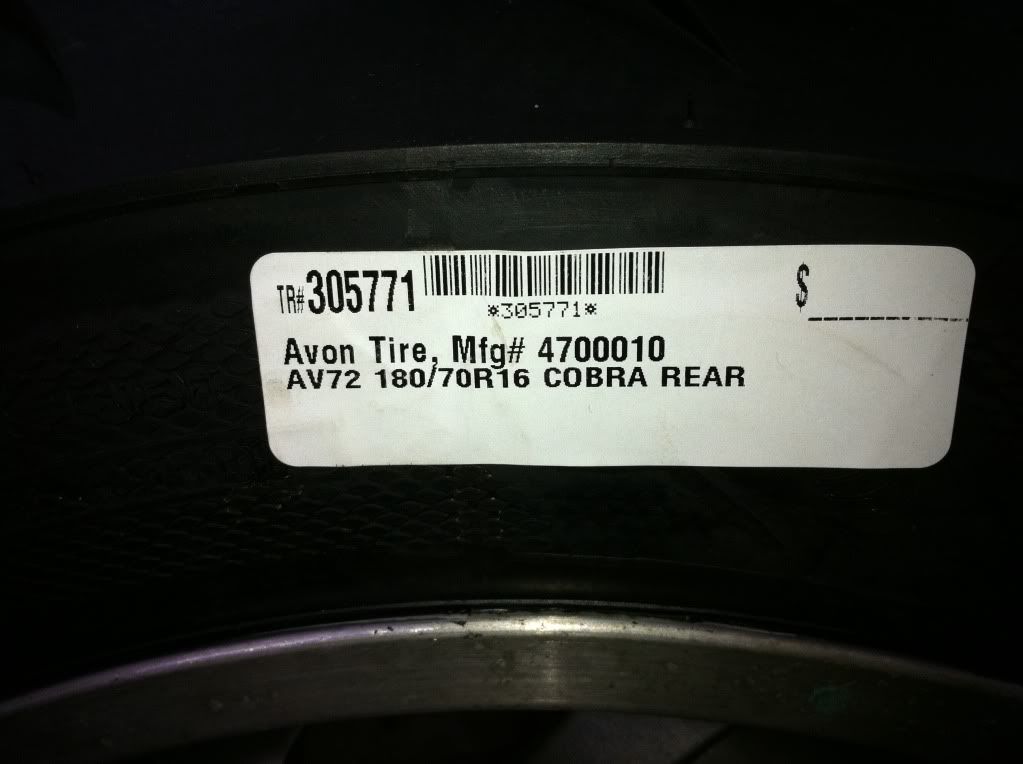 TR#305771 $
*305771*
Avon Tire, Mfg# 4700010
AV72 180/70R16 COBRA REAR